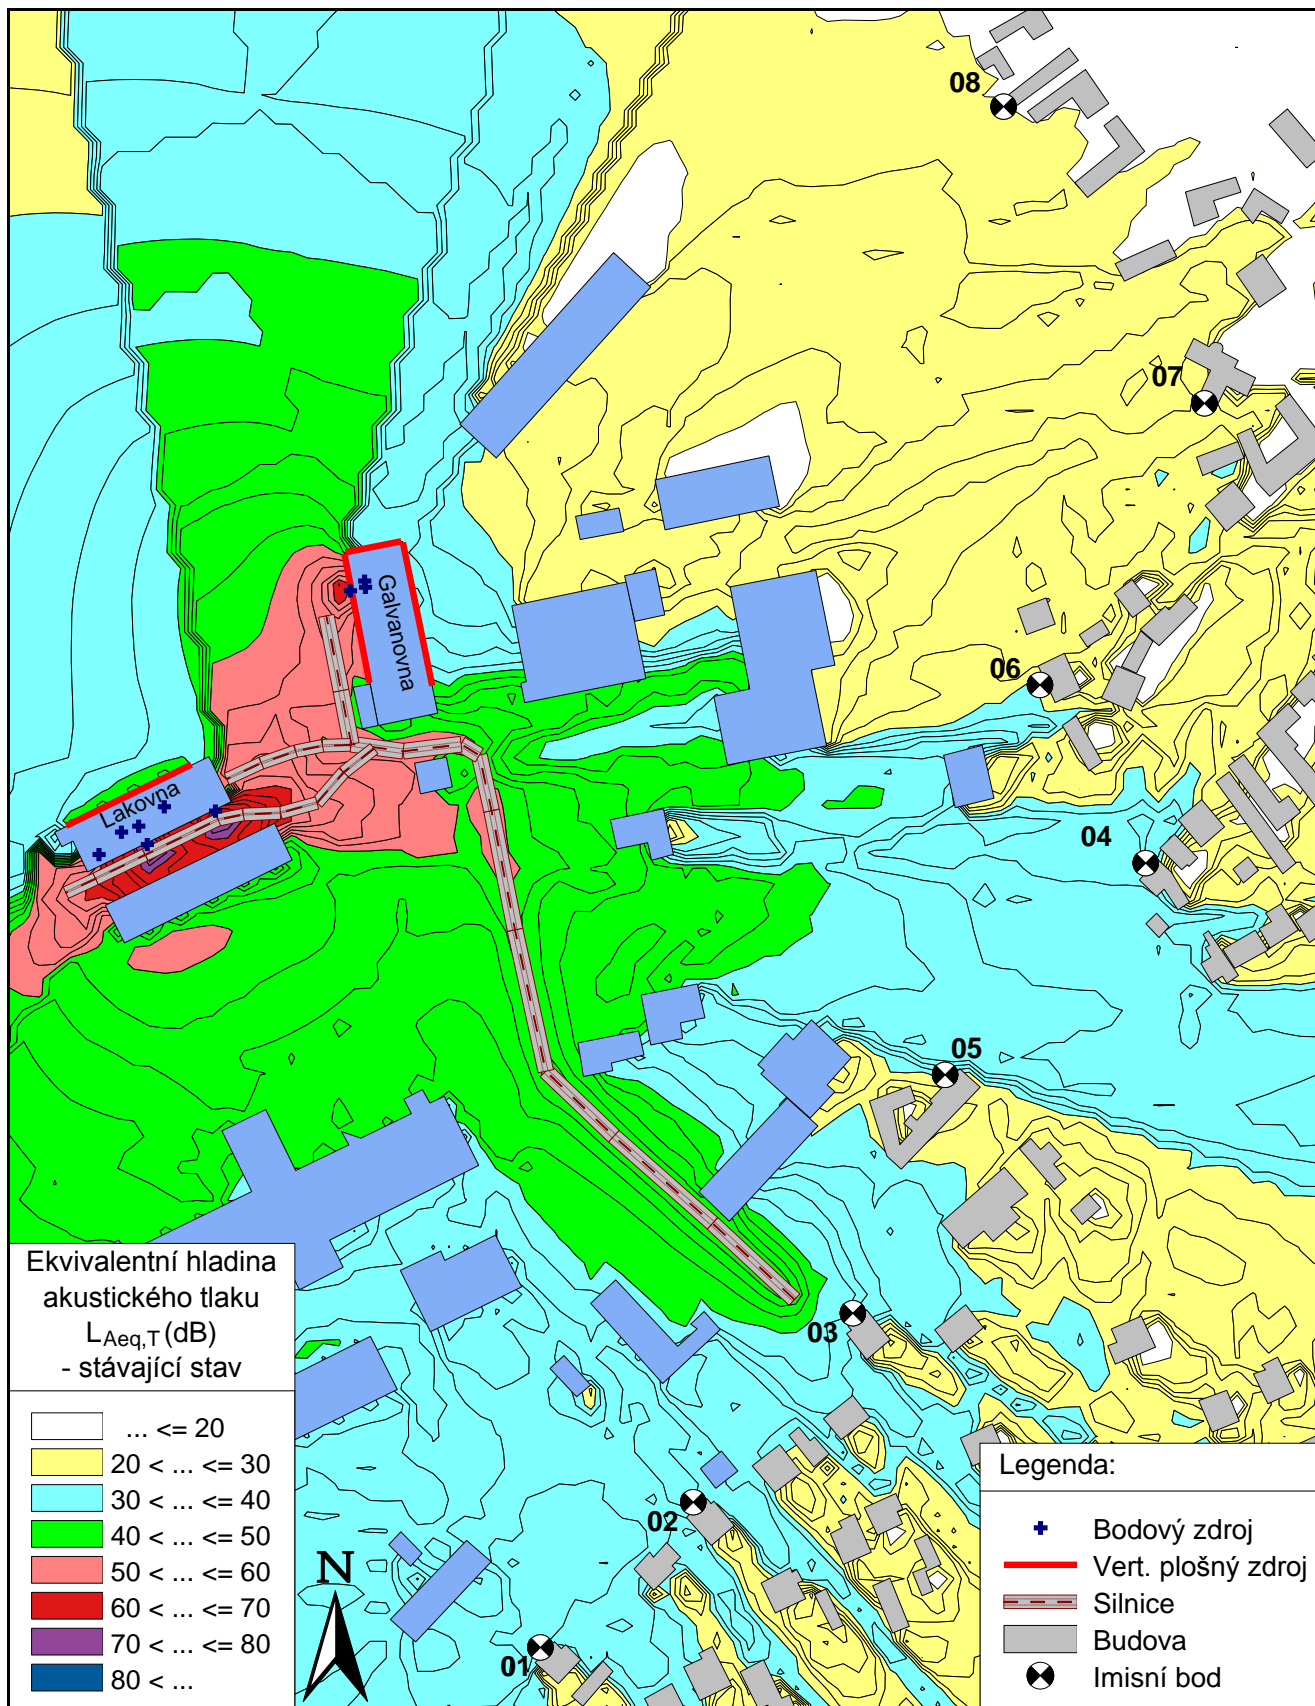 08
07
Galvanovna
06
Lakovna
04
05
03
02
01
N
Ekvivalentní hladina
akustického tlaku
LAeq,T (dB)
- stávající stav
... <= 20
20 < ... <= 30
30 < ... <= 40
40 < ... <= 50
50 < ... <= 60
60 < ... <= 70
70 < ... <= 80
80 < ...
Legenda:
Bodový zdroj
Vert. plošný zdroj
Silnice
Budova
Imisní bod